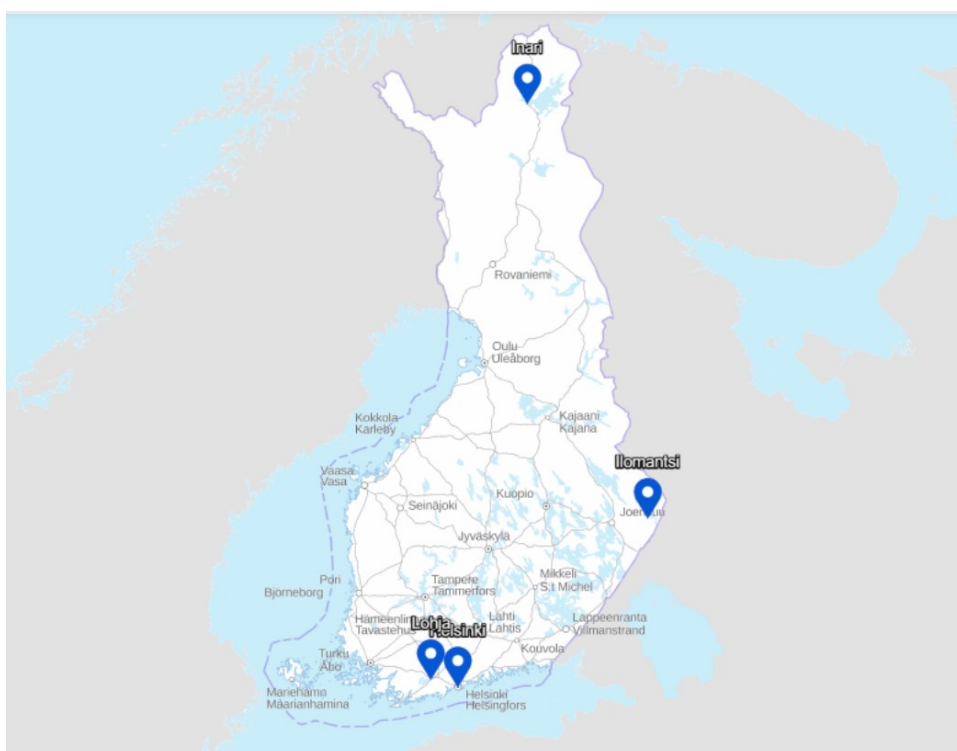 Inari
Rovaniemi
Oulu
Uleåborg
Kajaani
Kajana
Kokkola
Karleby
Ilomantsi
Vaasa
Vasa
Kuopio
Seinäjoki
Jyväskylä
Mikkeli
S:t Michel
Tampere
Tammerfors
Pori
Björneborg
Lahti
Lahtis
Lappeenranta
Villmanstrand
Tavastehus
Lohja
Helsinki
Kouvola
Turku
Åbo
Mariehamn
Maarianhamina
Helsinki
Helsingfors